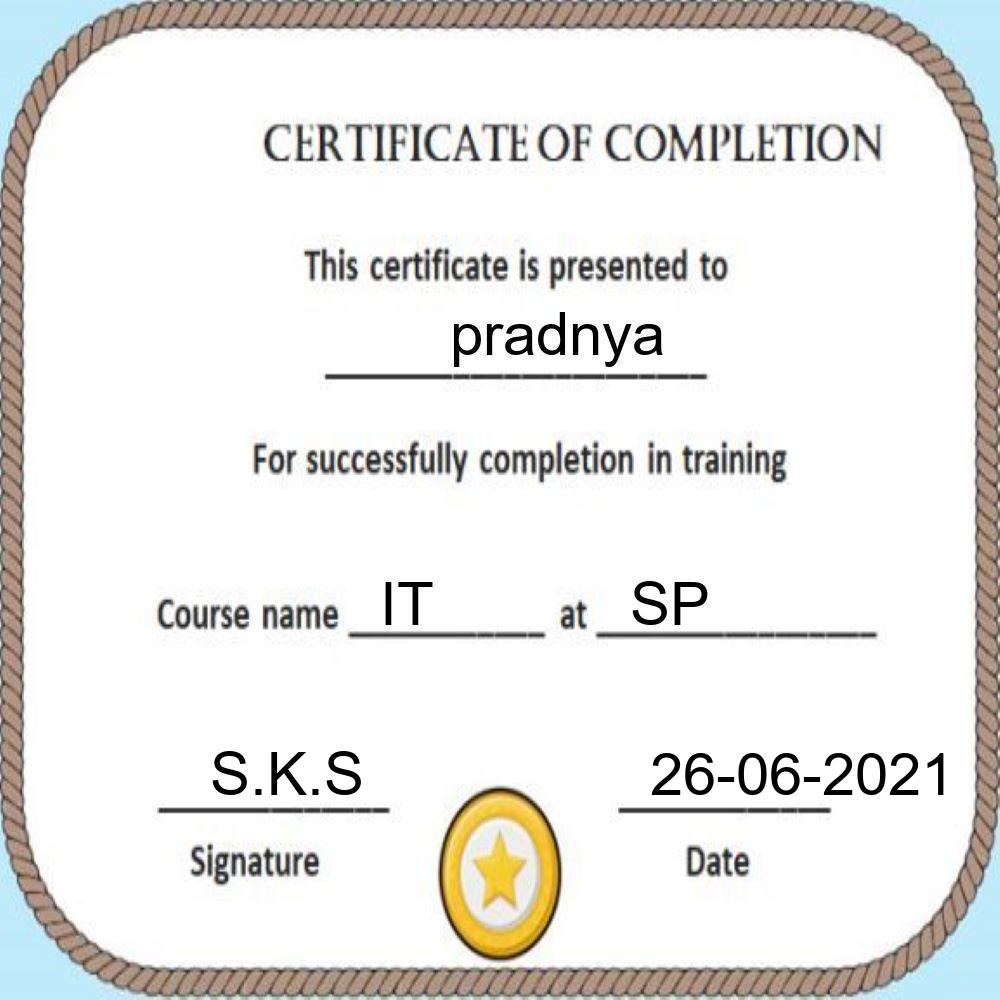 CERTIFICATE OF COMPLETION
This certificate is presented to
pradnya
For successfully completion in training
Course name IT at SP
S.K.S 26-06-2021
Signature Date